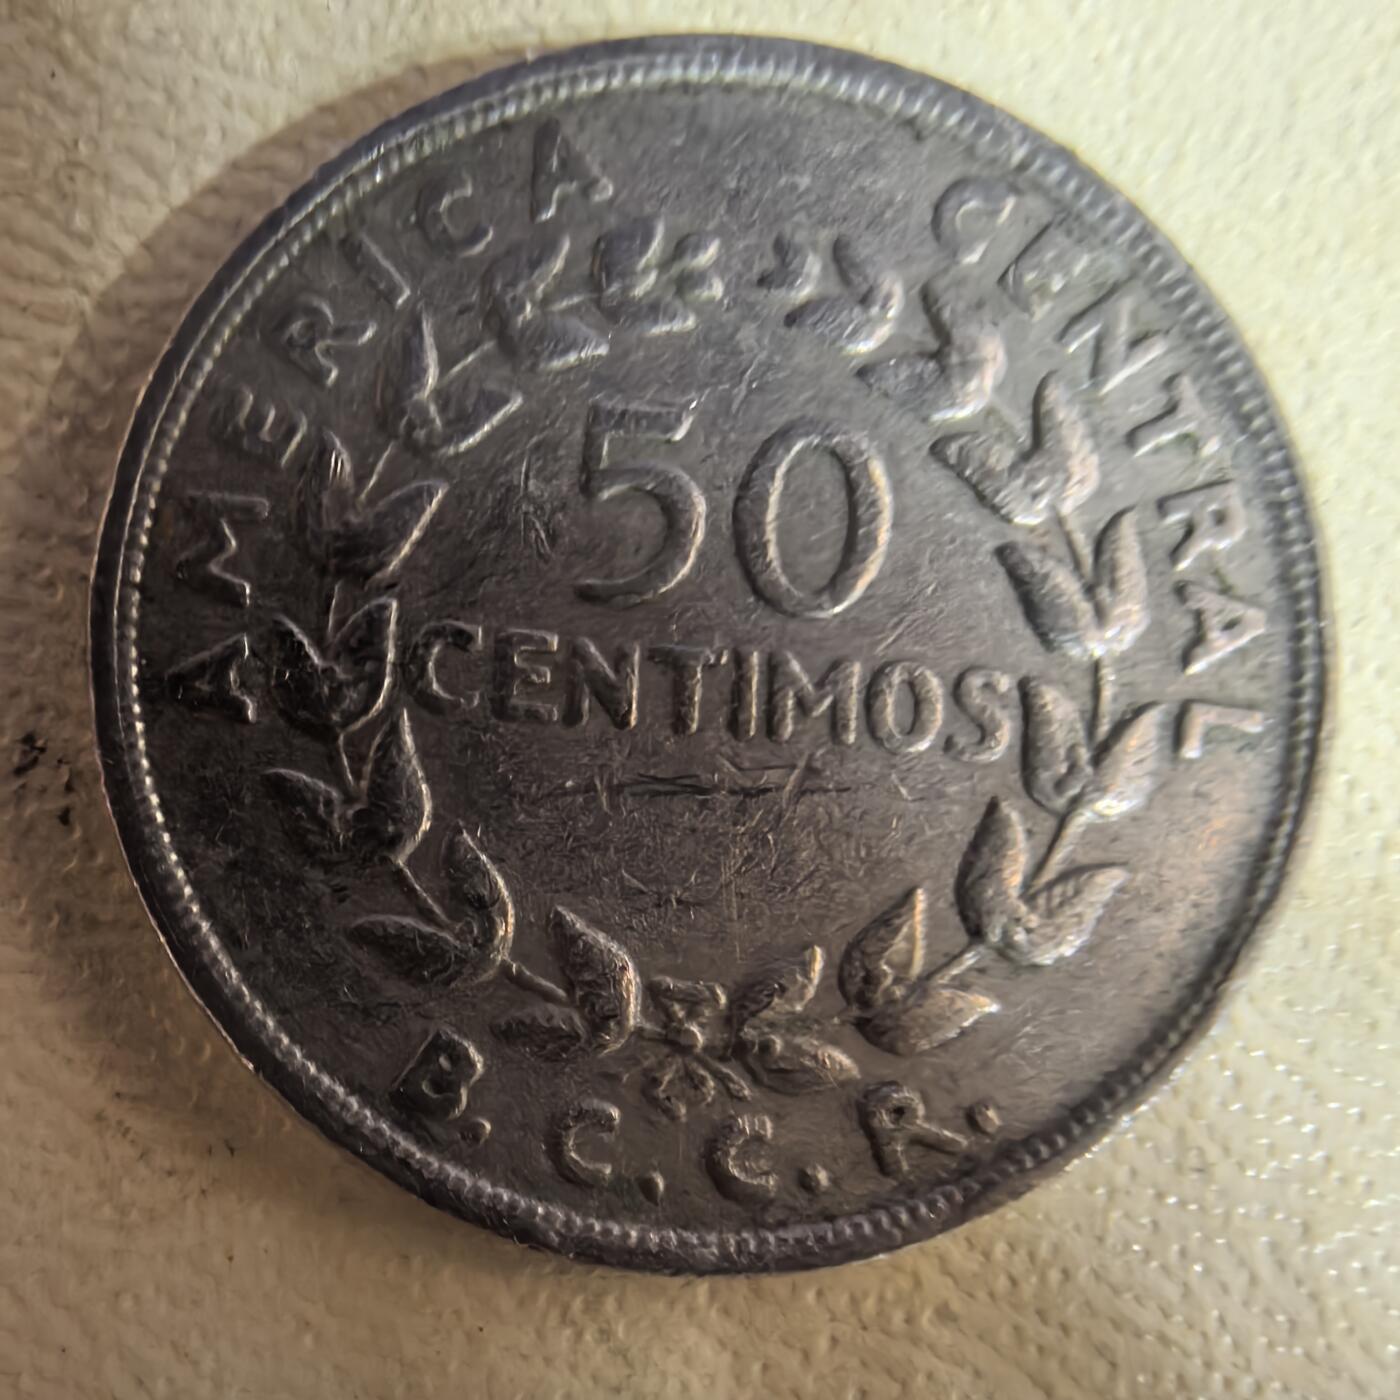 AMERICA CENTRAL
50
CENTIMOS
B.C.C.R.